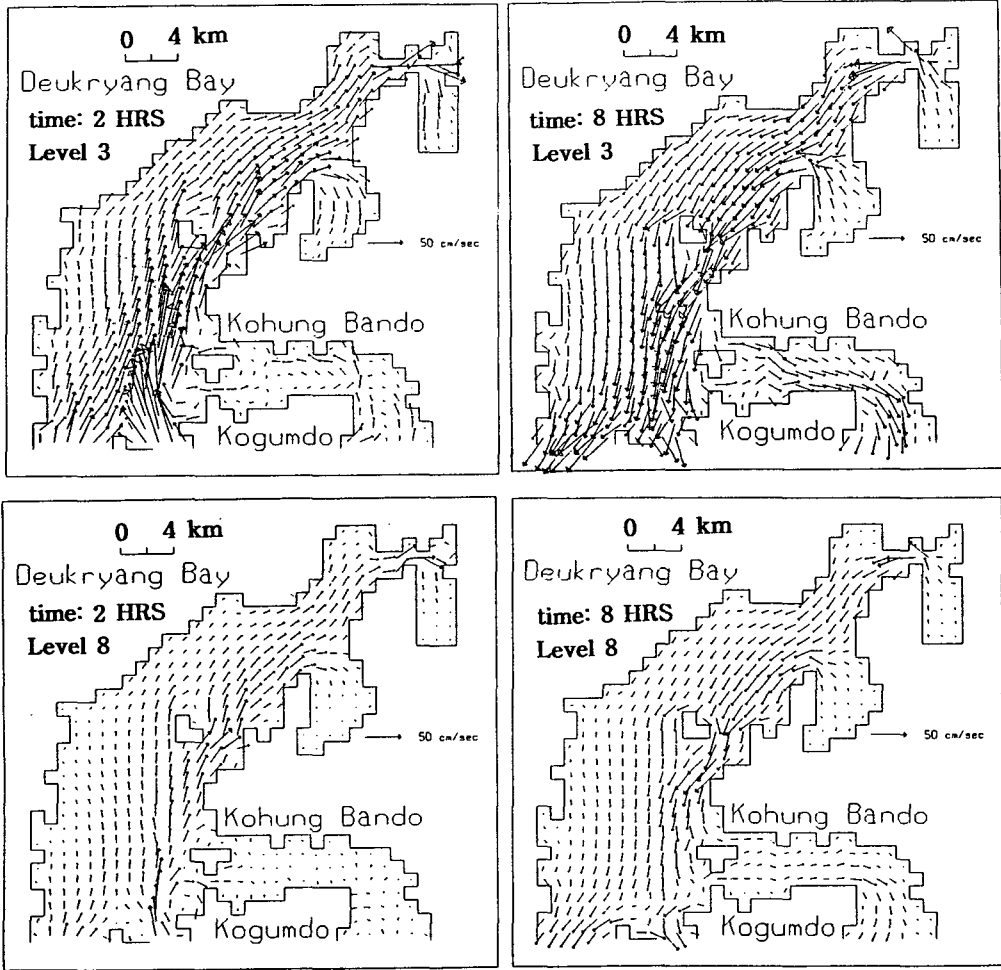 0 4 km
Deukryang Bay
time: 2 HRS
Level 3
50 cm/sec
Kohung Bando
Kogumdo
0 4 km
Deukryang Bay
time: 8 HRS
Level 3
50 cm/sec
Kohung Bando
Kogumdo
0 4 km
Deukryang Bay
time: 2 HRS
Level 8
50 cm/sec
Kohung Bando
Kogumdo
0 4 km
Deukryang Bay
time: 8 HRS
Level 8
50 cm/sec
Kohung Bando
Kogumdo